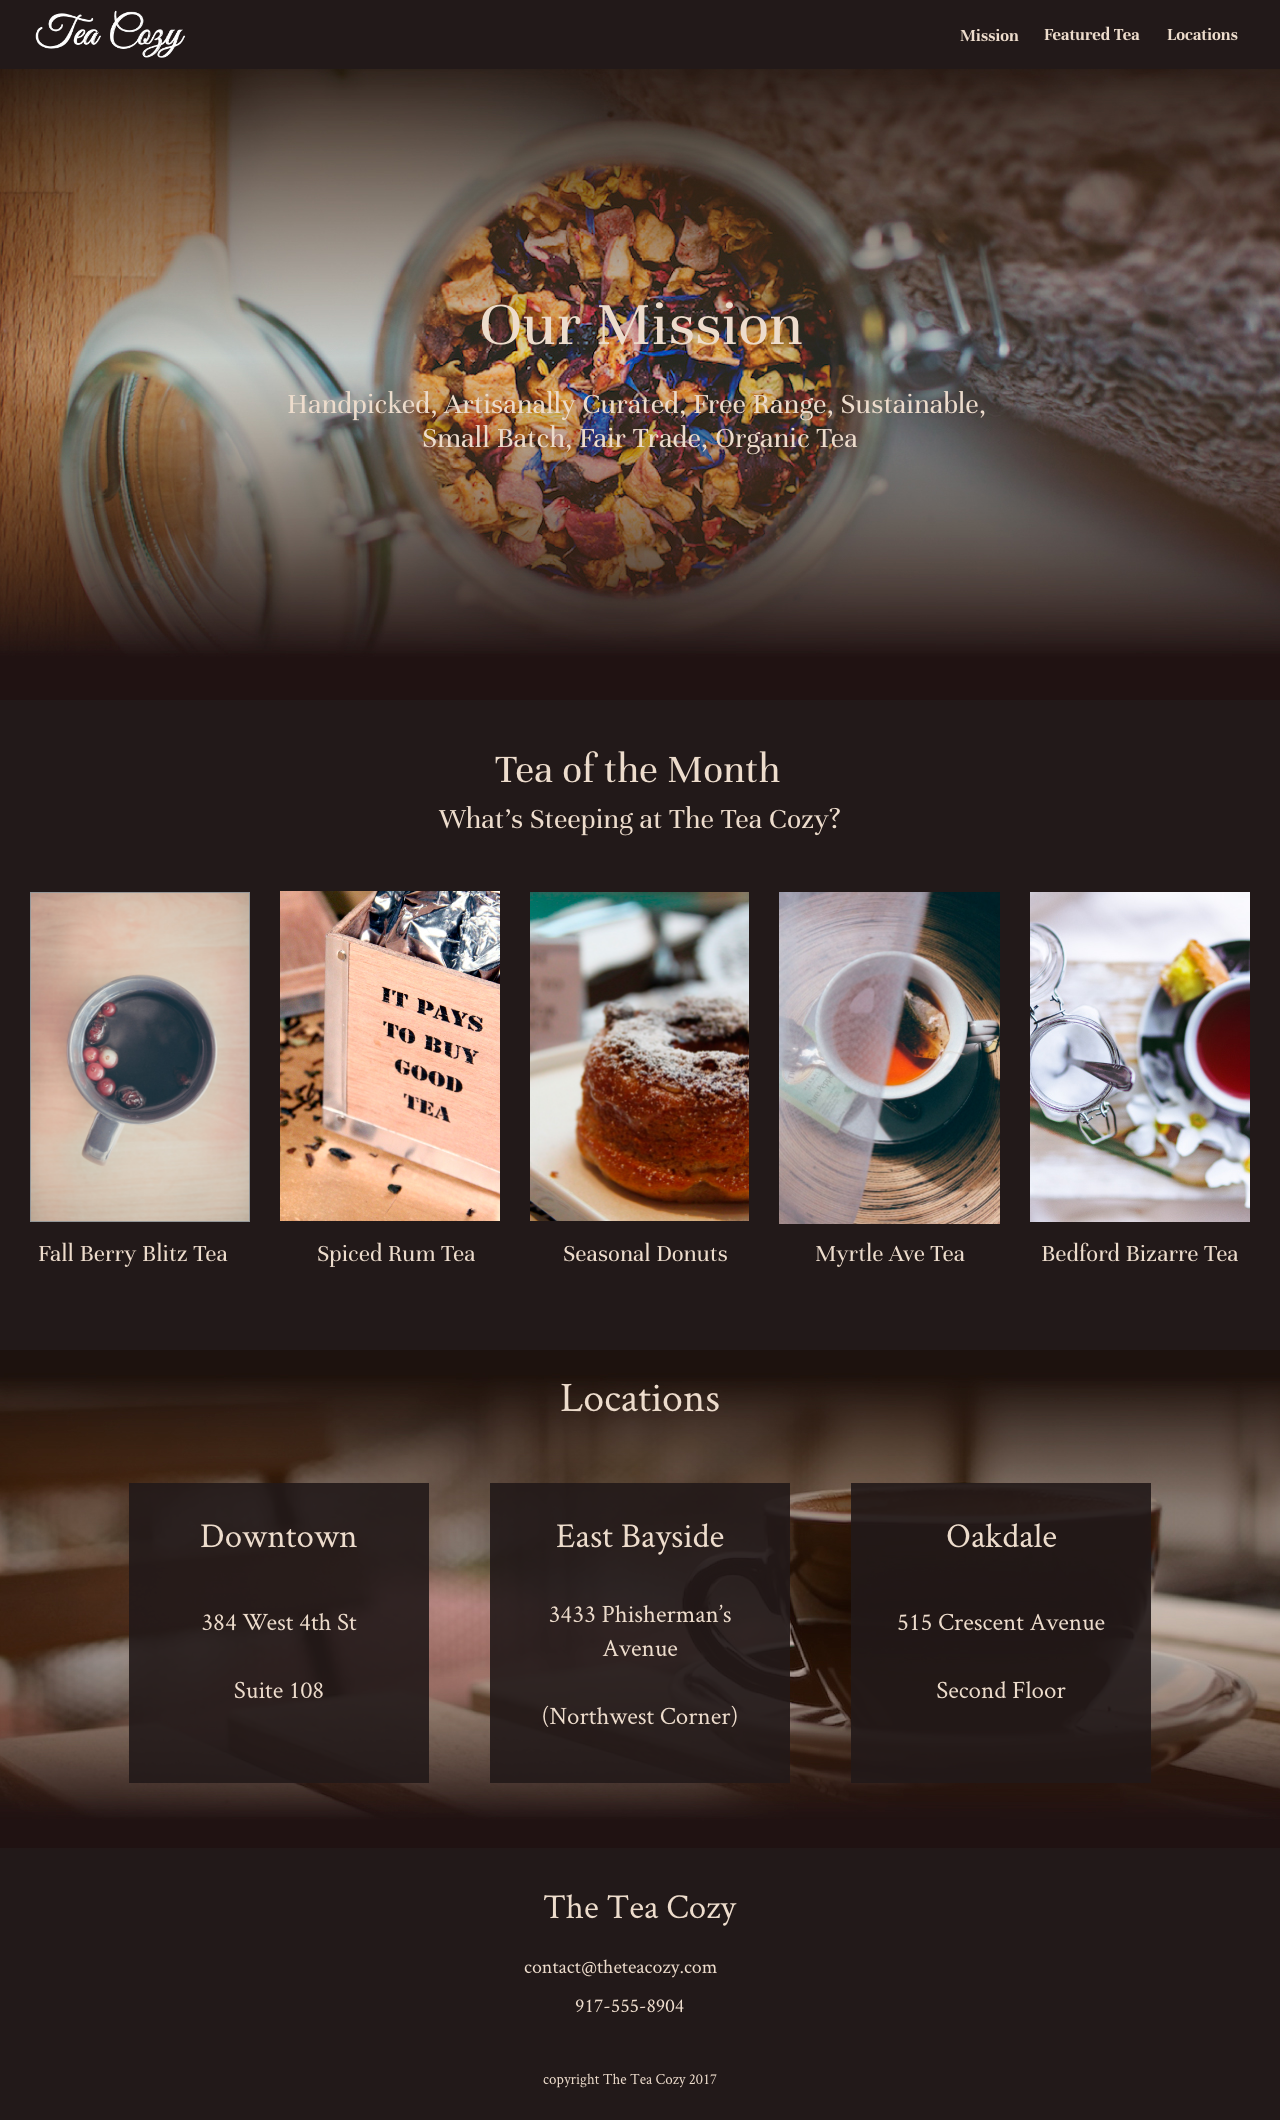 Tea Cozy
Mission Featured Tea Locations
Our Mission
Handpicked, Artisanally Curated, Free Range, Sustainable,
Small Batch, Fair Trade, Organic Tea
Tea of the Month
What’s Steeping at The Tea Cozy?
IT PAYS
TO BUY
GOOD
TEA
Fall Berry Blitz Tea
Spiced Rum Tea
Seasonal Donuts
Myrtle Ave Tea
Bedford Bizarre Tea
Locations
Downtown
384 West 4th St
Suite 108
East Bayside
3433 Phisherman’s
Avenue
(Northwest Corner)
Oakdale
515 Crescent Avenue
Second Floor
The Tea Cozy
contact@theteacozy.com
917-555-8904
copyright The Tea Cozy 2017